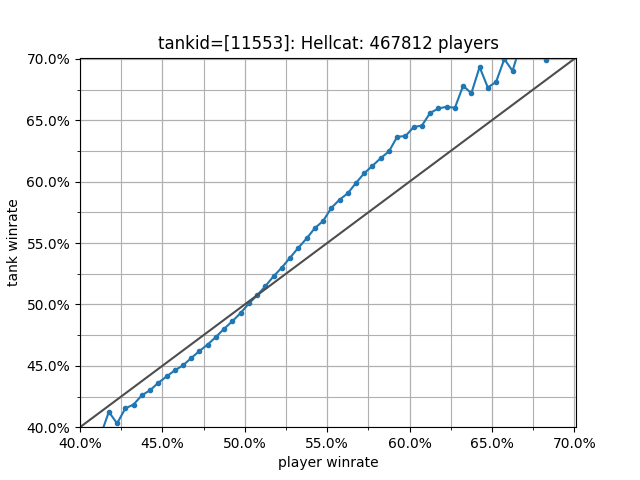 tankid=[11553]: Hellcat: 467812 players
70.0%
65.0%
60.0%
55.0%
50.0%
45.0%
40.0%
tank winrate
40.0% 45.0% 50.0% 55.0% 60.0% 65.0% 70.0%
player winrate